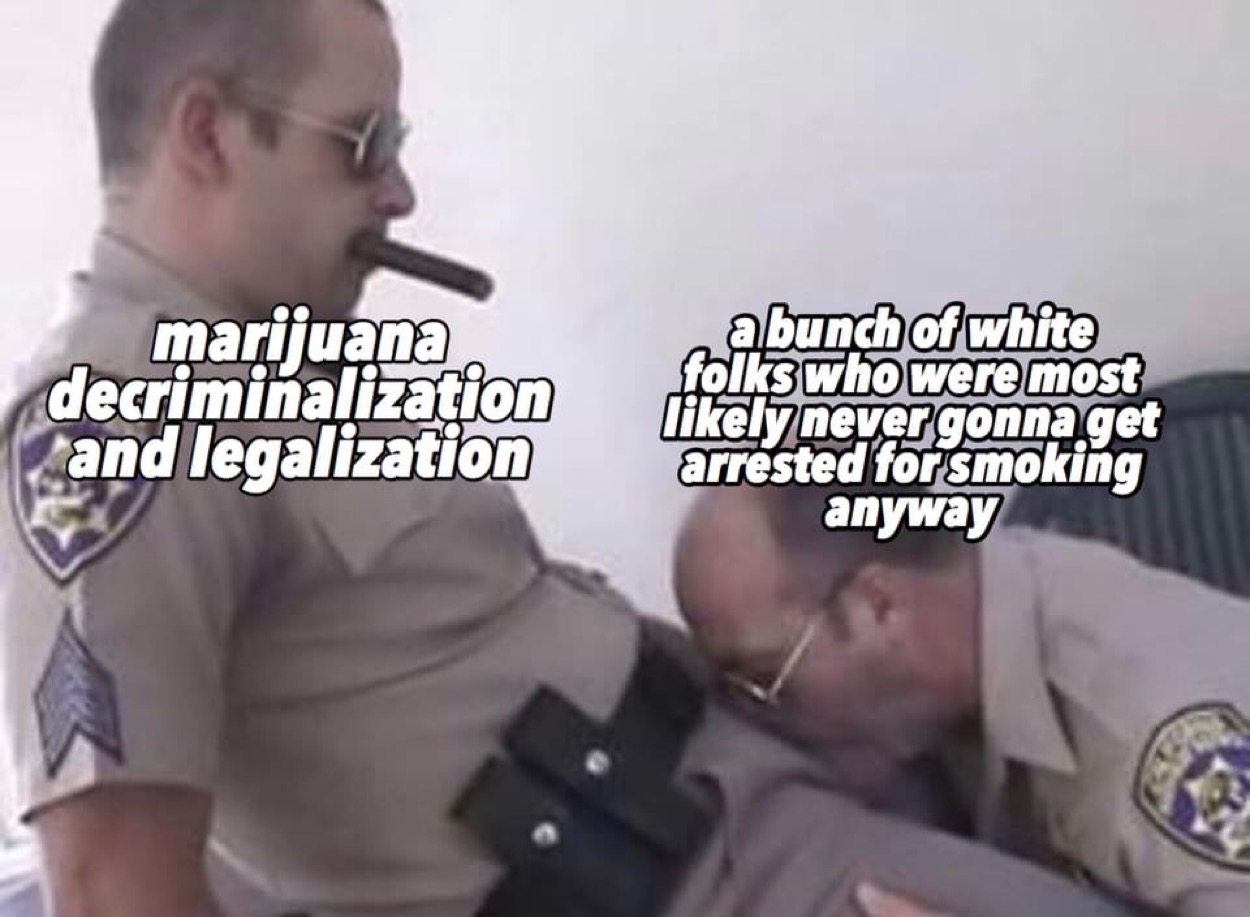 marijuana
decriminalization
and legalization
a bunch of white
folks who were most
likely never gonna get
arrested for smoking
anyway